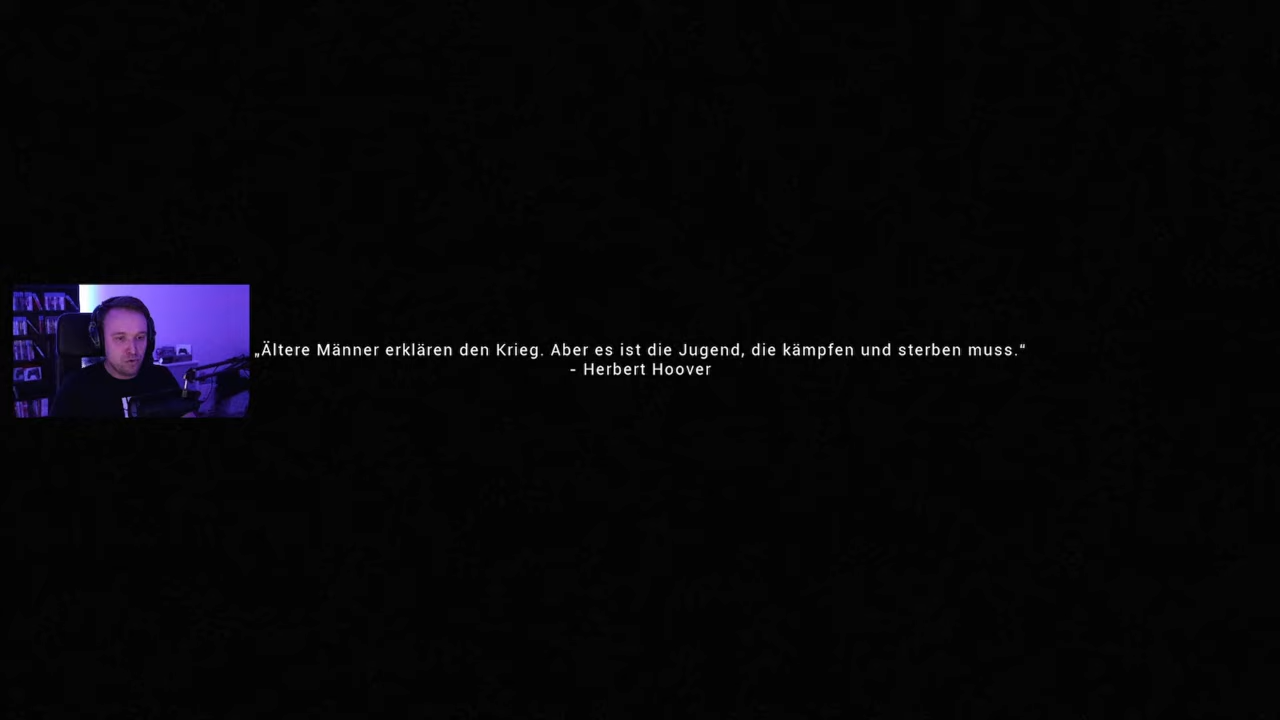 „Ältere Männer erklären den Krieg. Aber es ist die Jugend, die kämpfen und sterben muss.“
- Herbert Hoover